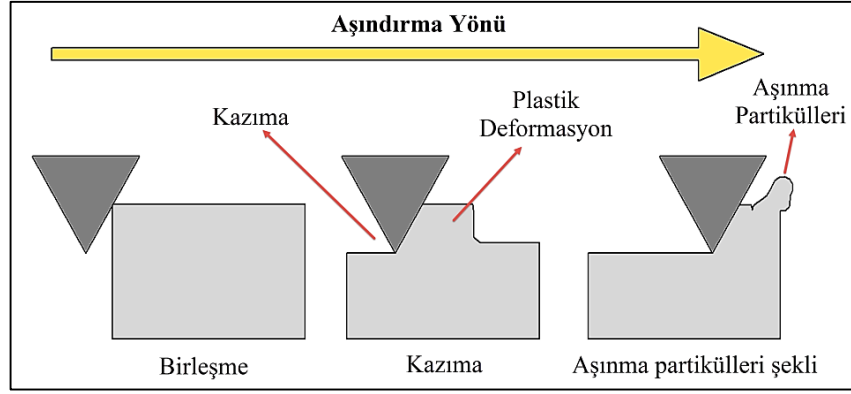 Aşındırma Yönü
Kazıma
Plastik
Deformasyon
Aşınma
Partikülleri
Birleşme
Kazıma
Aşınma partikülleri şekli